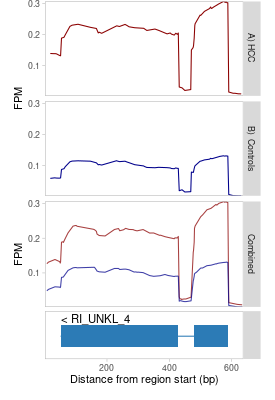 0.3
0.2
0.1
FPM
A) HCC
0.3
0.2
0.1
B). Controls
0.3
0.2
0.1
FPM
Combined
< RI_UNKL_4
200
400
600
Distance from region start (bp)